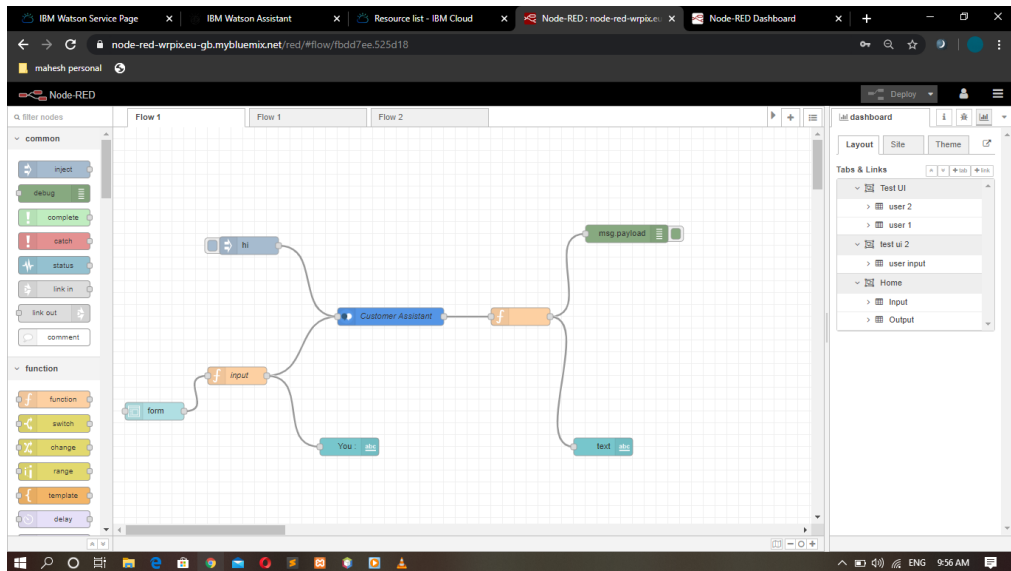 IBM Watson Service Page
IBM Watson Assistant
Resource list - IBM Cloud
Node-RED : node-red-wrpix.eu
Node-RED Dashboard
node-red-wrpix.eu-gb.mybluemix.net/red/#flow/fbdd7ee.525d18
mahesh personal
Node-RED
Deploy
filter nodes
Flow 1
Flow 1
Flow 2
dashboard
i
common
inject
debug
complete
catch
status
link in
link out
comment
function
function
switch
change
range
template
delay
hi
msg.payload
Customer Assistant
input
form
You :
abc
text
abc
Layout
Site
Theme
Tabs & Links
tab
link
Test UI
user 2
user 1
test ui 2
user input
Home
Input
Output
ENG
9:56 AM